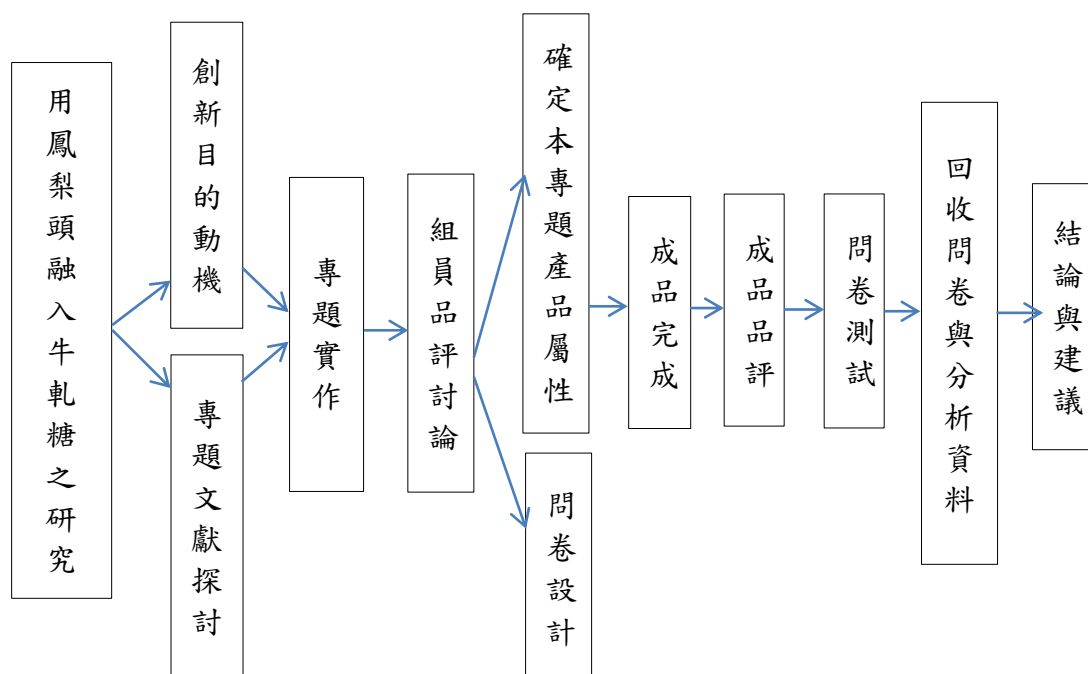 用鳳梨頭融入牛軋糖之研究
創新目的動機
專題文獻探討
專題實作
組員品評討論
確定本專題產品屬性
問卷設計
成品完成
成品品評
問卷測試
回收問卷與分析資料
結論與建議